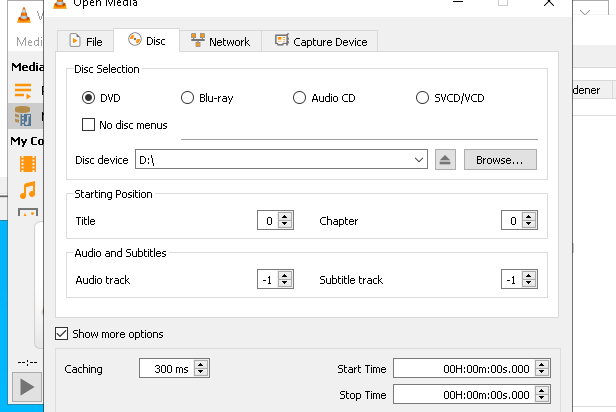 Open Media
Medi
File
Disc
Network
Capture Device
Media
Disc Selection
dener
DVD
Blu-ray
Audio CD
SVCD/VCD
No disc menus
My Co
Disc device
D:\
Browse...
Starting Position
Title
0
Chapter
0
Audio and Subtitles
Audio track
-1
Subtitle track
-1
Show more options
--:--
Caching
300 ms
Start Time
00H:00m:00s.000
Stop Time
00H:00m:00s.000